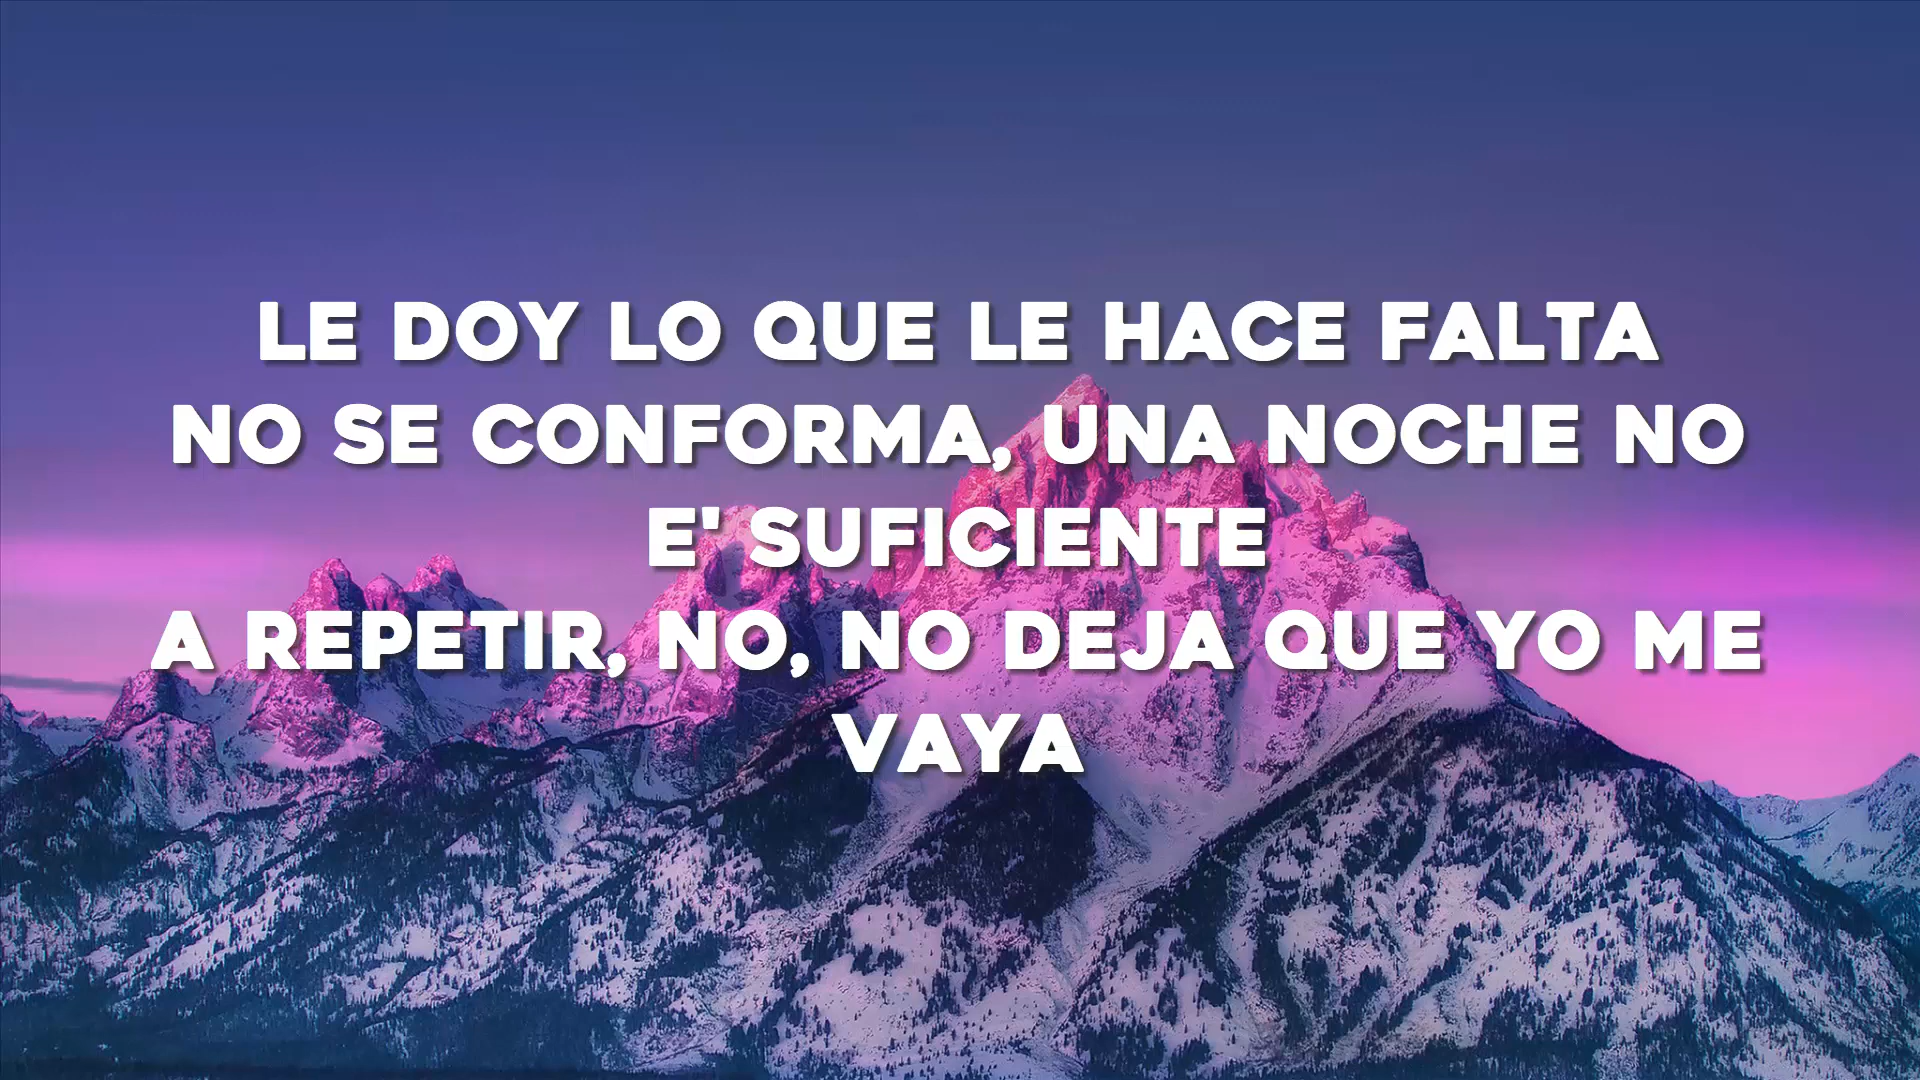 LE DOY LO QUE LE HACE FALTA
NO SE CONFORMA, UNA NOCHE NO
E' SUFICIENTE
A REPETIR, NO, NO DEJA QUE YO ME
VAYA